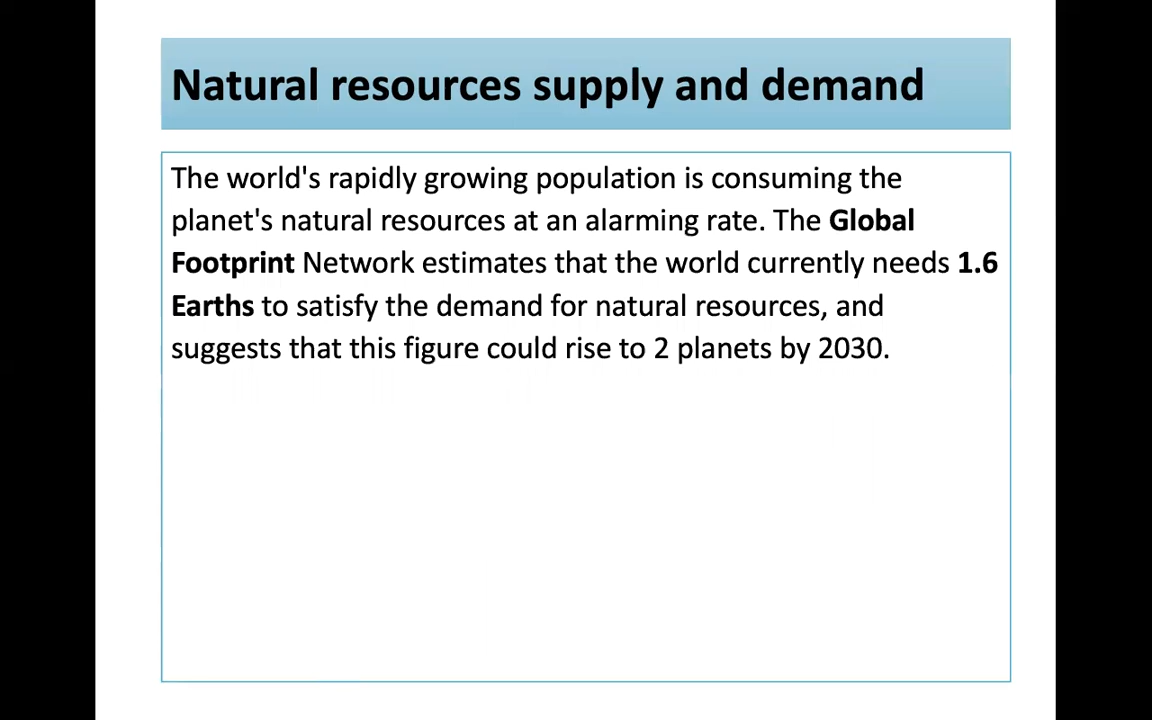 Natural resources supply and demand
The world's rapidly growing population is consuming the
planet's natural resources at an alarming rate. The Global
Footprint Network estimates that the world currently needs 1.6
Earths to satisfy the demand for natural resources, and
suggests that this figure could rise to 2 planets by 2030.